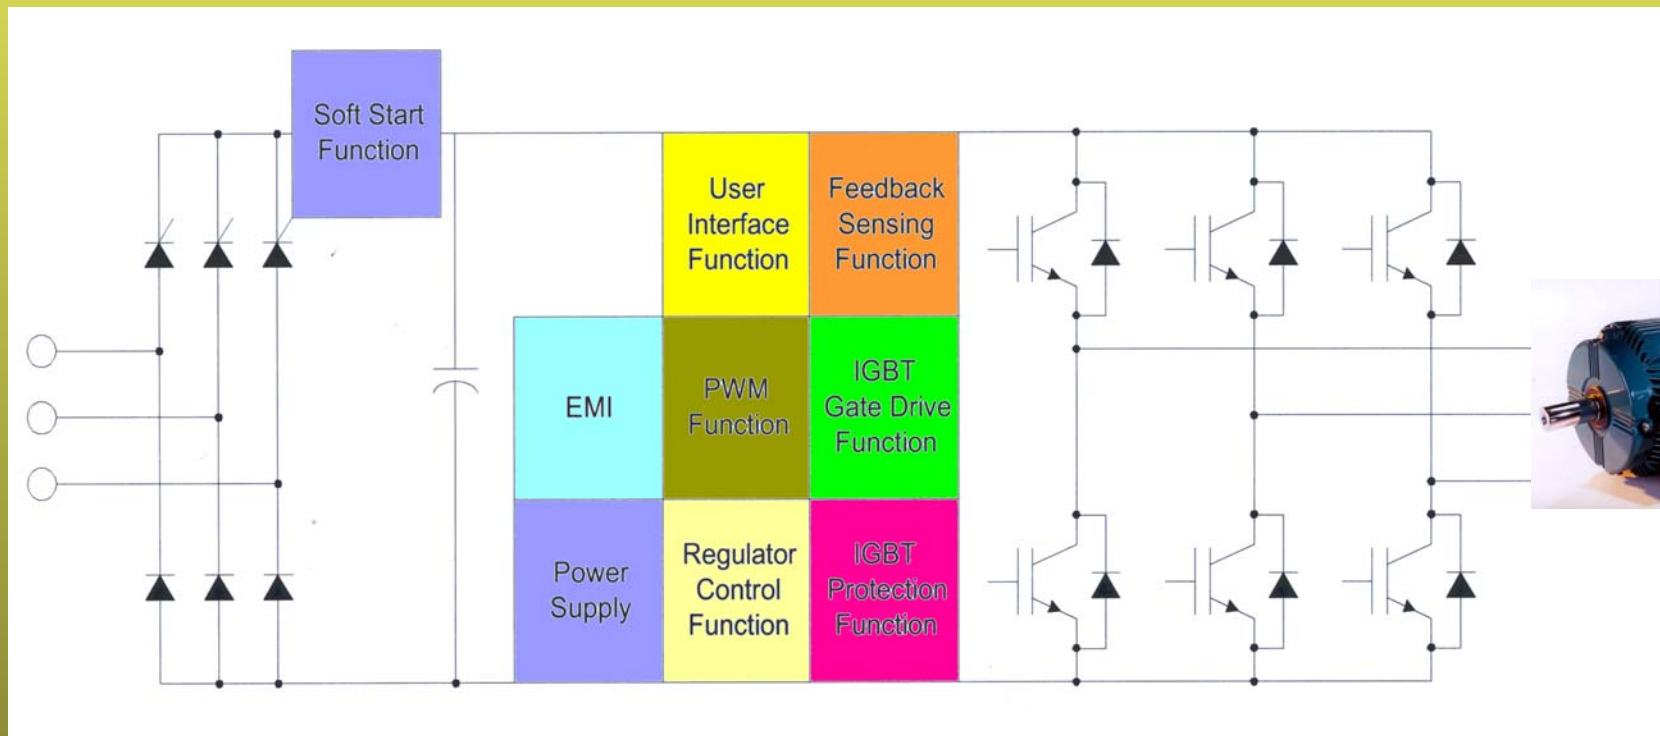 Soft Start
Function
User
Interface
Function
Feedback
Sensing
Function
EMI
PWM
Function
IGBT
Gate Drive
Function
Power
Supply
Regulator
Control
Function
IGBT
Protection
Function